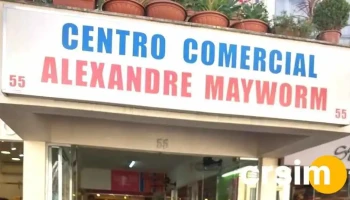 CENTRO COMERCIAL
55 ALEXANDRE MAYWORM 55
55
crsim